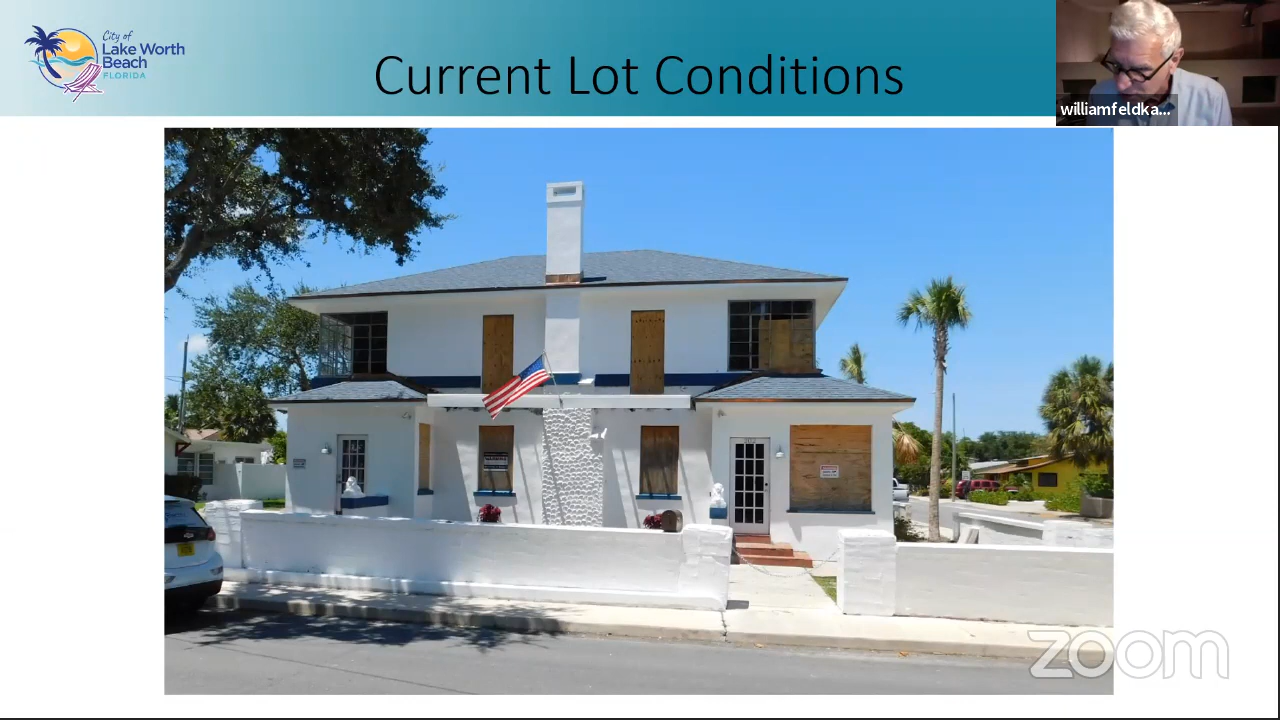 City of
Lake Worth
Beach
FLORIDA
Current Lot Conditions
williamfeldka...
zoom